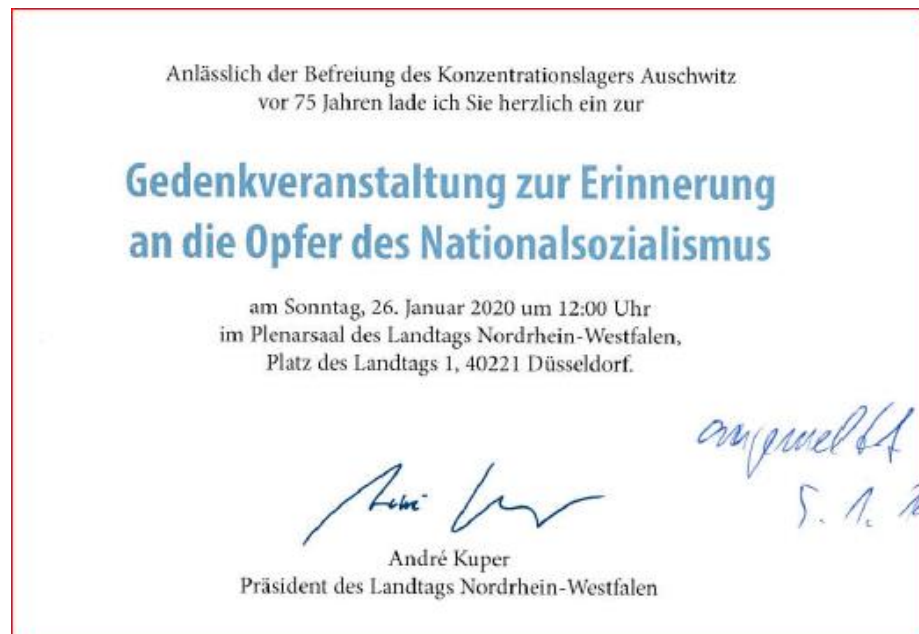 Anlässlich der Befreiung des Konzentrationslagers Auschwitz
vor 75 Jahren lade ich Sie herzlich ein zur
Gedenkveranstaltung zur Erinnerung
an die Opfer des Nationalsozialismus
am Sonntag, 26. Januar 2020 um 12:00 Uhr
im Plenarsaal des Landtags Nordrhein-Westfalen,
Platz des Landtags 1, 40221 Düsseldorf.
5. 1.
André Kuper
Präsident des Landtags Nordrhein-Westfalen